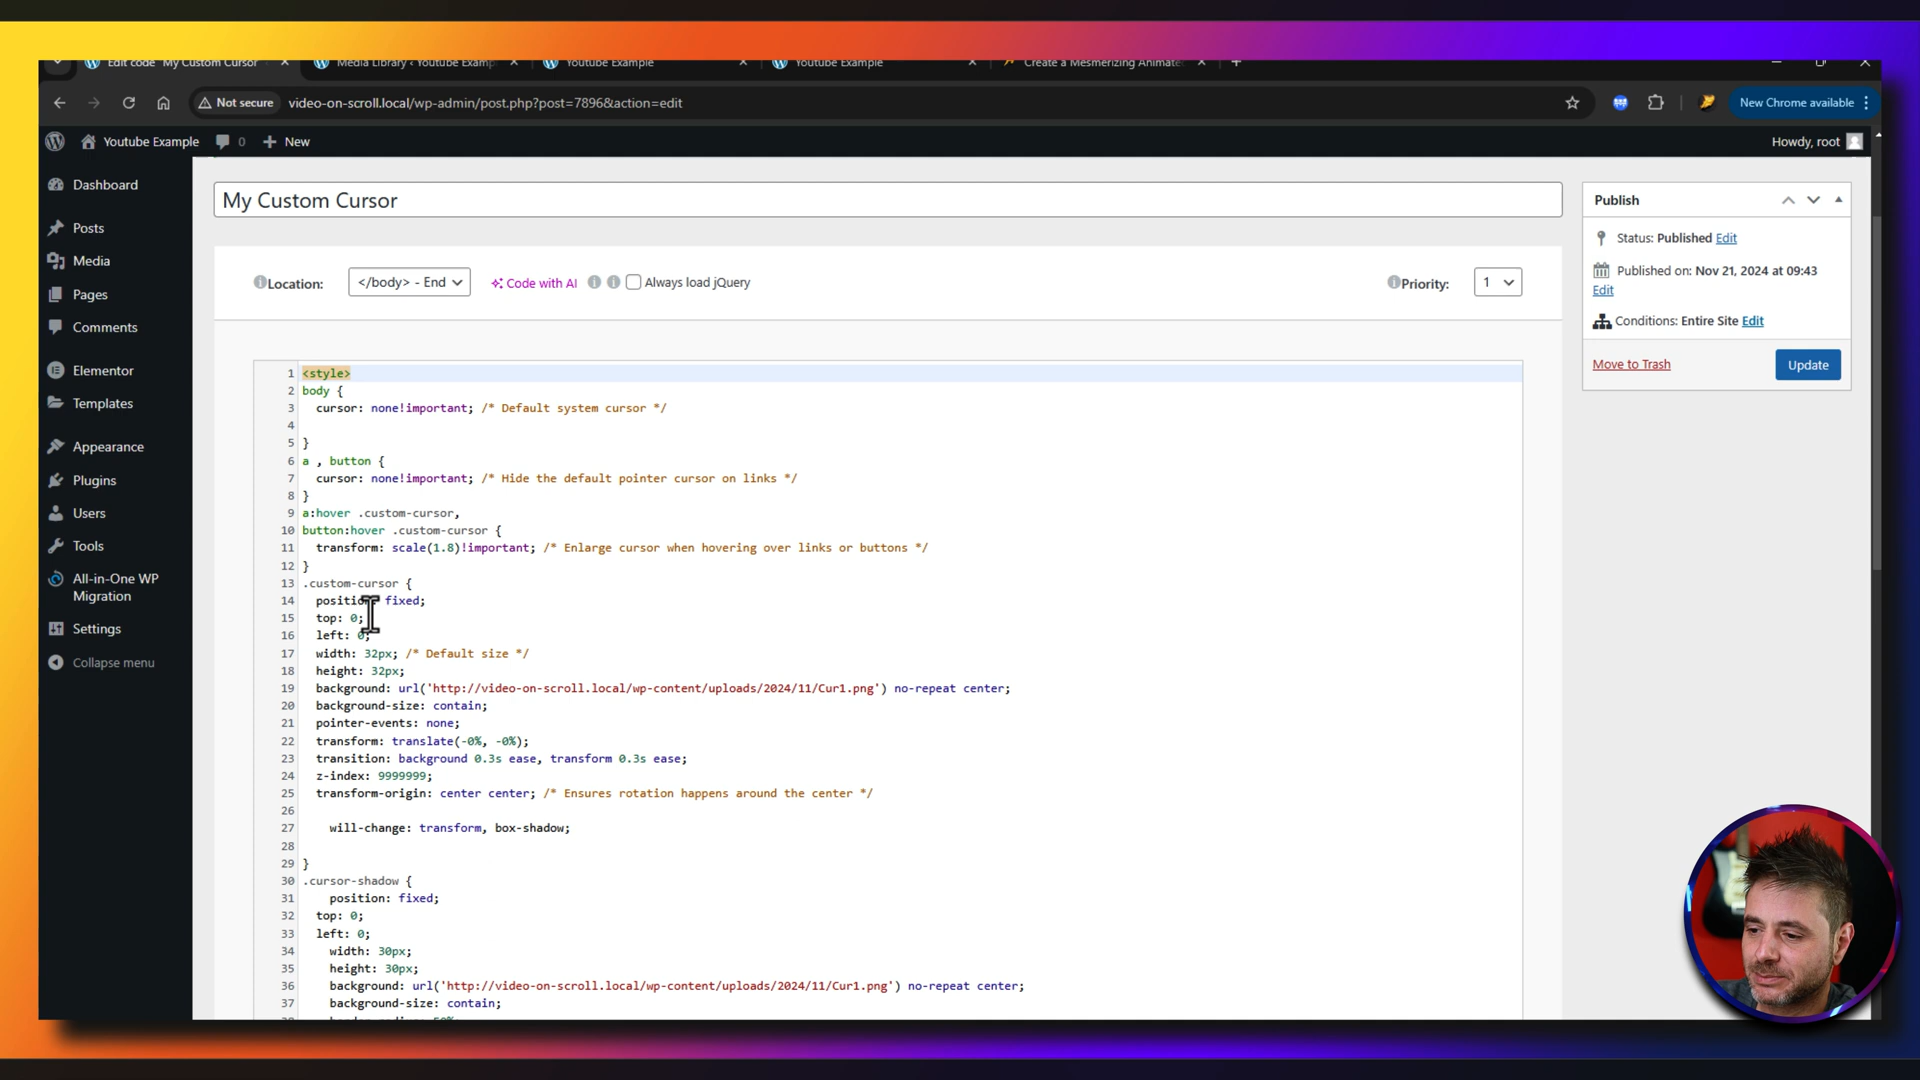 Edit code "My Custom Cursor"
Media Library ‹ Youtube Examp
Youtube Example
Youtube Example
Create a Mesmerizing Animate
Not secure
video-on-scroll.local/wp-admin/post.php?post=7896&action=edit
New Chrome available
Youtube Example
0
New
Howdy, root
Dashboard
Posts
Media
Pages
Comments
Elementor
Templates
Appearance
Plugins
Users
Tools
All-in-One WP
Migration
Settings
Collapse menu
My Custom Cursor
Location:
</body> - End
Code with AI
Always load jQuery
Priority:
1
Publish
Status: Published Edit
Published on: Nov 21, 2024 at 09:43
Edit
Conditions: Entire Site Edit
Move to Trash
Update
1 <style>
2 body {
3 cursor: none!important; /* Default system cursor */
4
5 }
6 a , button {
7 cursor: none!important; /* Hide the default pointer cursor on links */
8 }
9 a:hover .custom-cursor,
10 button:hover .custom-cursor {
11 transform: scale(1.8)!important; /* Enlarge cursor when hovering over links or buttons */
12 }
13 .custom-cursor {
14 position: fixed;
15 top: 0;
16 left: 0;
17 width: 32px; /* Default size */
18 height: 32px;
19 background: url('http://video-on-scroll.local/wp-content/uploads/2024/11/Cur1.png') no-repeat center;
20 background-size: contain;
21 pointer-events: none;
22 transform: translate(-0%, -0%);
23 transition: background 0.3s ease, transform 0.3s ease;
24 z-index: 9999999;
25 transform-origin: center center; /* Ensures rotation happens around the center */
26
27 will-change: transform, box-shadow;
28
29 }
30 .cursor-shadow {
31 position: fixed;
32 top: 0;
33 left: 0;
34 width: 30px;
35 height: 30px;
36 background: url('http://video-on-scroll.local/wp-content/uploads/2024/11/Cur1.png') no-repeat center;
37 background-size: contain;